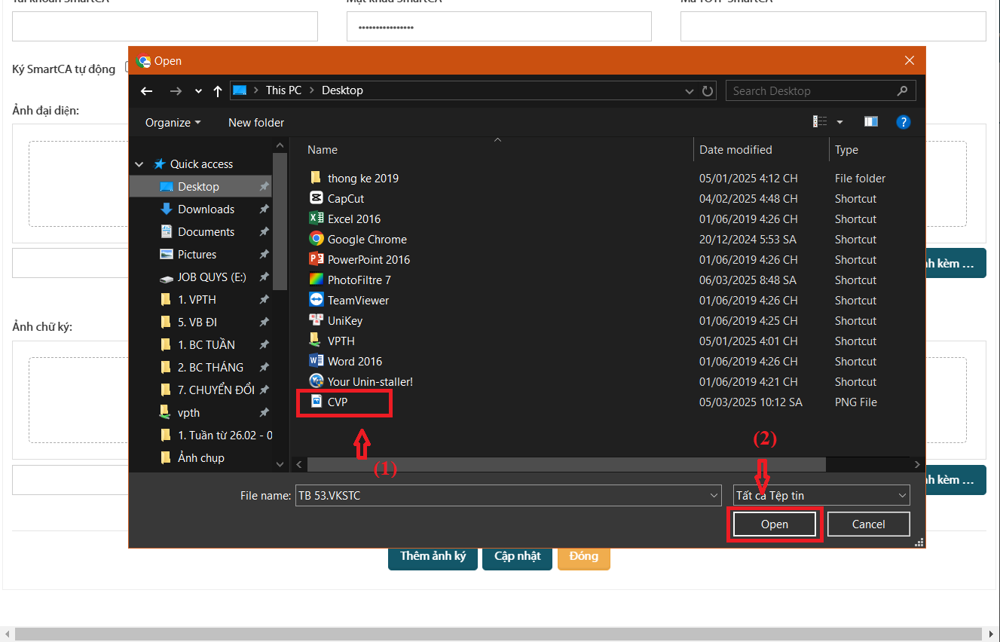 Tài khoản SmartCA
Mật khẩu SmartCA
Mã TOTP SmartCA
••••••••••••••••
Ký SmartCA tự động
Ảnh đại diện:
Ảnh chữ ký:
Open
This PC > Desktop
Search Desktop
Organize
New folder
Quick access
Desktop
Downloads
Documents
Pictures
JOB QUYS (E:)
1. VPTH
5. VB ĐI
1. BC TUẦN
2. BC THÁNG
7. CHUYỂN ĐỔI
vpth
1. Tuần từ 26.02 - 0
Ảnh chụp
Name Date modified Type
thong ke 2019 05/01/2025 4:12 CH File folder
CapCut 04/02/2025 4:48 CH Shortcut
Excel 2016 01/06/2019 4:26 CH Shortcut
Google Chrome 20/12/2024 5:53 SA Shortcut
PowerPoint 2016 01/06/2019 4:26 CH Shortcut
PhotoFiltre 7 06/03/2025 8:48 SA Shortcut
TeamViewer 01/06/2019 4:26 CH Shortcut
UniKey 01/06/2019 4:25 CH Shortcut
VPTH 05/01/2025 4:01 CH Shortcut
Word 2016 01/06/2019 4:26 CH Shortcut
Your Unin-staller! 01/06/2019 4:21 CH Shortcut
CVP 05/03/2025 10:12 SA PNG File
(1)
(2)
File name: TB 53.VKSTC
Tất cả Tệp tin
Open
Cancel
nh kèm ...
nh kèm ...
Thêm ảnh ký
Cập nhật
Đóng